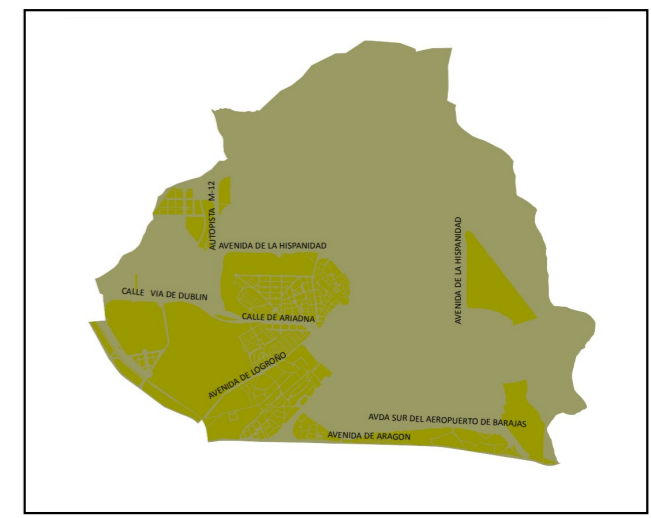 AUTOPISTA M-12
AVENIDA DE LA HISPANIDAD
AVENIDA DE LA HISPANIDAD
CALLE VIA DE DUBLIN
CALLE DE ARIADNA
AVENIDA DE LOGROÑO
AVDA SUR DEL AEROPUERTO DE BARAJAS
AVENIDA DE ARAGON